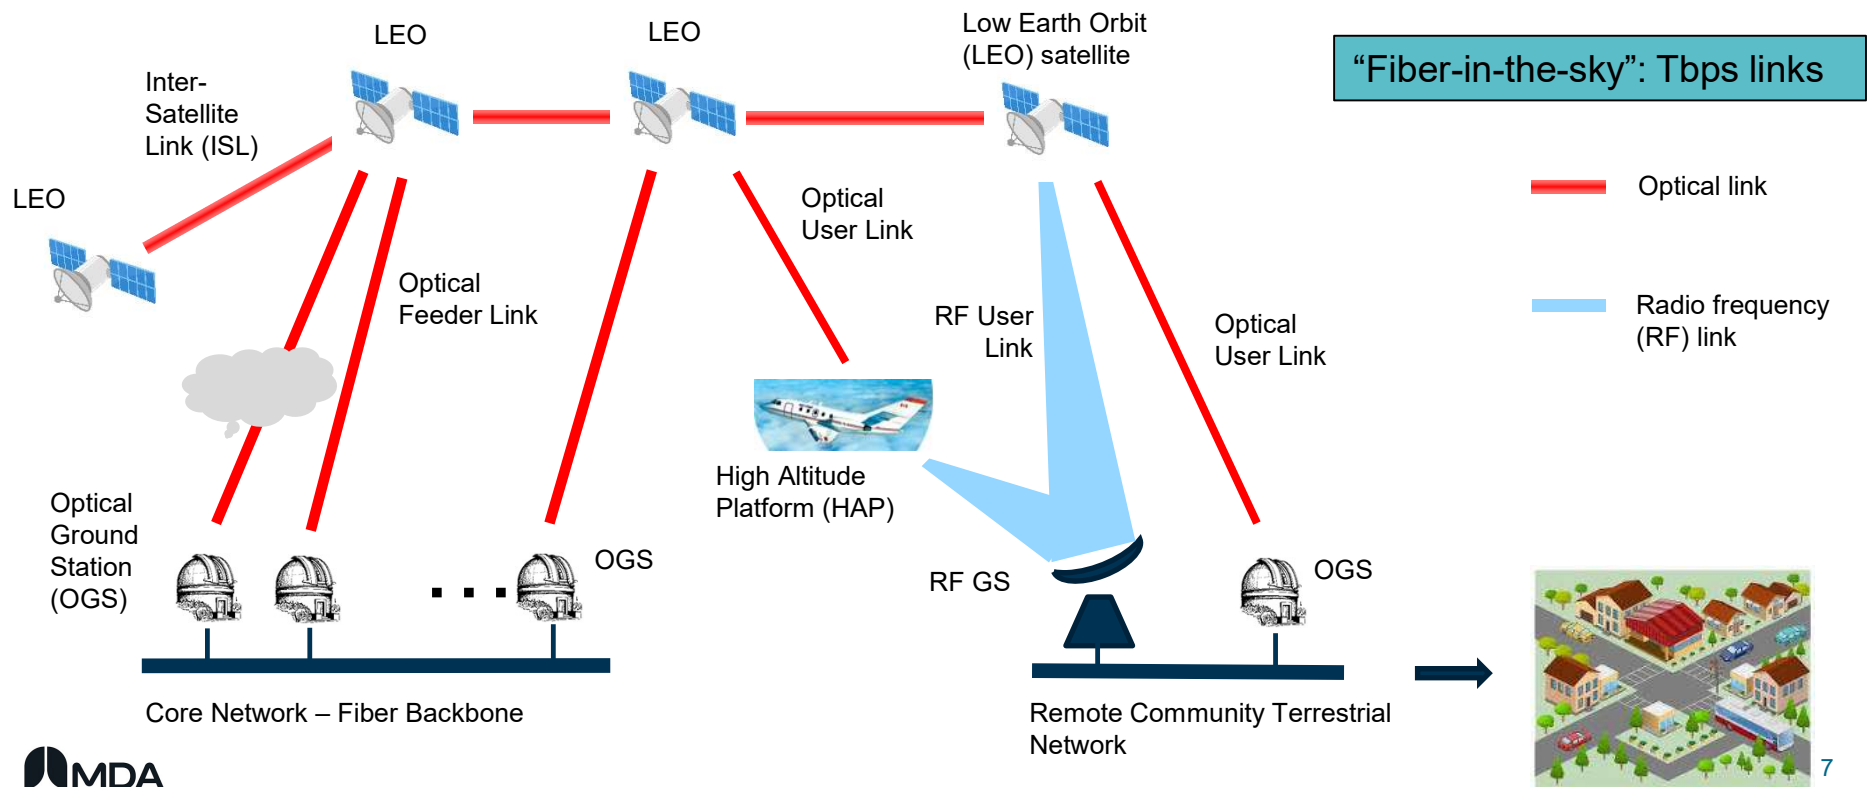 LEO
LEO
Low Earth Orbit
(LEO) satellite
“Fiber-in-the-sky”: Tbps links
Inter-
Satellite
Link (ISL)
LEO
Optical
User Link
Optical link
Optical
Feeder Link
RF User
Link
Optical
User Link
Radio frequency
(RF) link
High Altitude
Platform (HAP)
Optical
Ground
Station
(OGS)
OGS
RF GS
OGS
Core Network – Fiber Backbone
Remote Community Terrestrial
Network
MDA
7